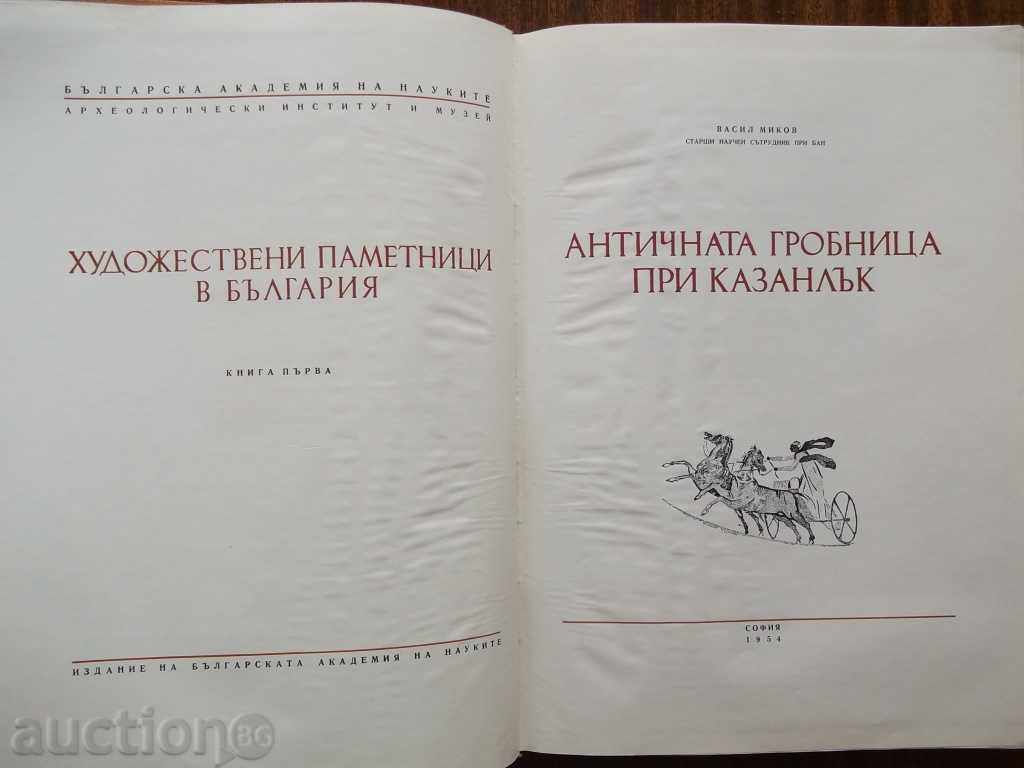 БЪЛГАРСКА АКАДЕМИЯ НА НАУКИТЕ
АРХЕОЛОГИЧЕСКИ ИНСТИТУТ И МУЗЕЙ
ХУДОЖЕСТВЕНИ ПАМЕТНИЦИ
В БЪЛГАРИЯ
КНИГА ПЪРВА
ИЗДАНИЕ НА БЪЛГАРСКАТА АКАДЕМИЯ НА НАУКИТЕ
ВАСИЛ МИКОВ
СТАРШИ НАУЧЕН СЪТРУДНИК ПРИ БАН
АНТИЧНАТА ГРОБНИЦА
ПРИ КАЗАНЛЪК
СОФИЯ
1954
auction BG